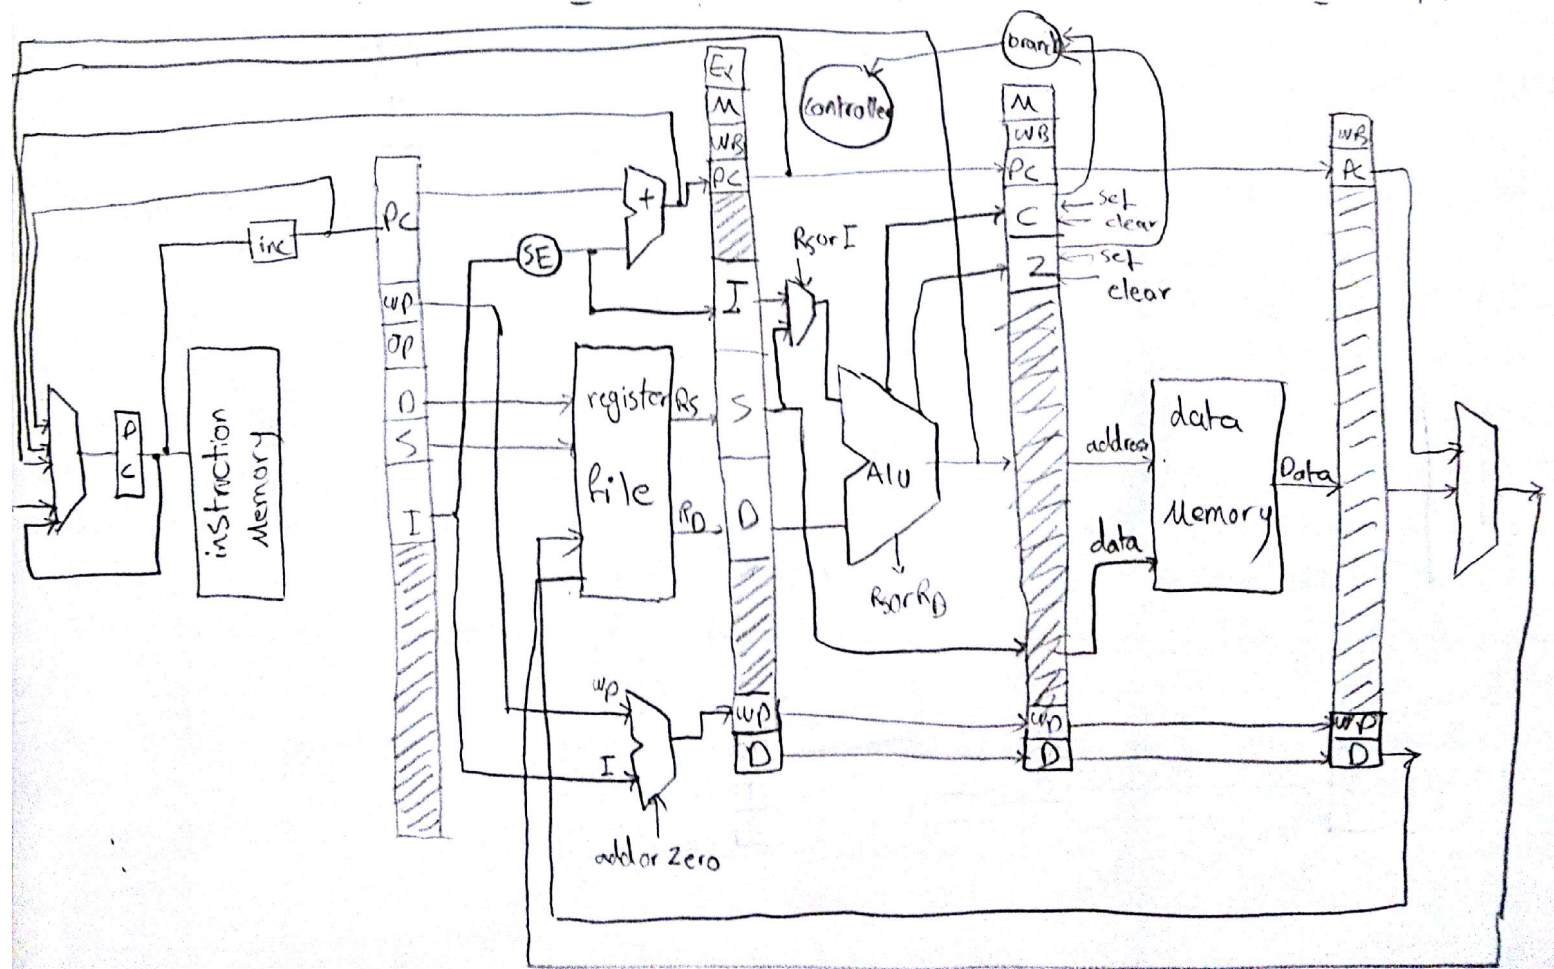 branch
Ex
M
controller
M
WB
WB
WB
PC
PC
PC
PC
+
set
C
clear
inc
SE
Rs or I
set
Z
clear
I
WP
OP
D
register
Rs
S
data
S
file
Alu
address
P
C
instruction
Memory
I
RD
D
Memory
Data
data
Rs or RD
WP
WP
WP
WP
I
D
D
D
add or Zero